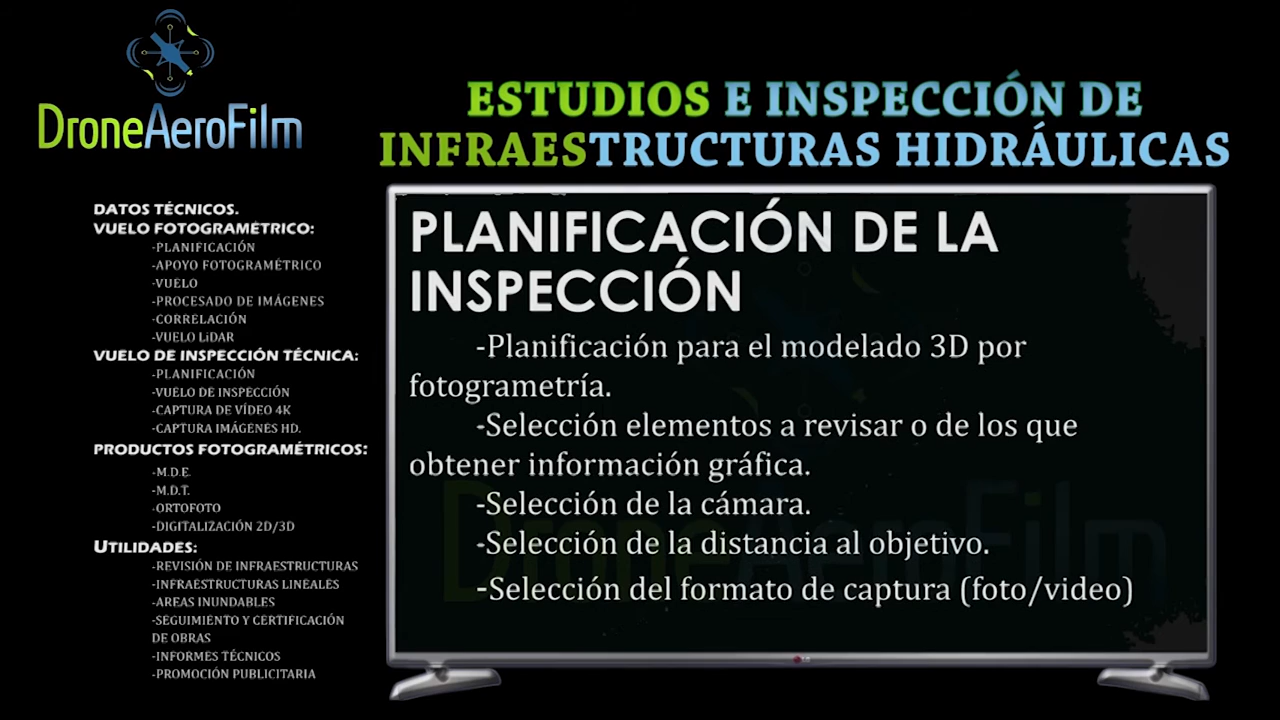 DroneAeroFilm
ESTUDIOS E INSPECCIÓN DE
INFRAESTRUCTURAS HIDRÁULICAS
DATOS TÉCNICOS.
VUELO FOTOGRAMÉTRICO:
-PLANIFICACIÓN
-APOYO FOTOGRAMÉTRICO
-VUELO
-PROCESADO DE IMÁGENES
-CORRELACIÓN
-VUELO LiDAR
VUELO DE INSPECCIÓN TÉCNICA:
-PLANIFICACIÓN
-VUELO DE INSPECCIÓN
-CAPTURA DE VÍDEO 4K
-CAPTURA IMÁGENES HD.
PRODUCTOS FOTOGRAMÉTRICOS:
-M.D.E.
-M.D.T.
-ORTOFOTO
-DIGITALIZACIÓN 2D/3D
UTILIDADES:
-REVISIÓN DE INFRAESTRUCTURAS
-INFRAESTRUCTURAS LINEALES
-AREAS INUNDABLES
-SEGUIMIENTO Y CERTIFICACIÓN
DE OBRAS
-INFORMES TÉCNICOS
-PROMOCIÓN PUBLICITARIA
PLANIFICACIÓN DE LA
INSPECCIÓN
-Planificación para el modelado 3D por
fotogrametría.
-Selección elementos a revisar o de los que
obtener información gráfica.
-Selección de la cámara.
-Selección de la distancia al objetivo.
-Selección del formato de captura (foto/video)
DroneAeroFilm
LG